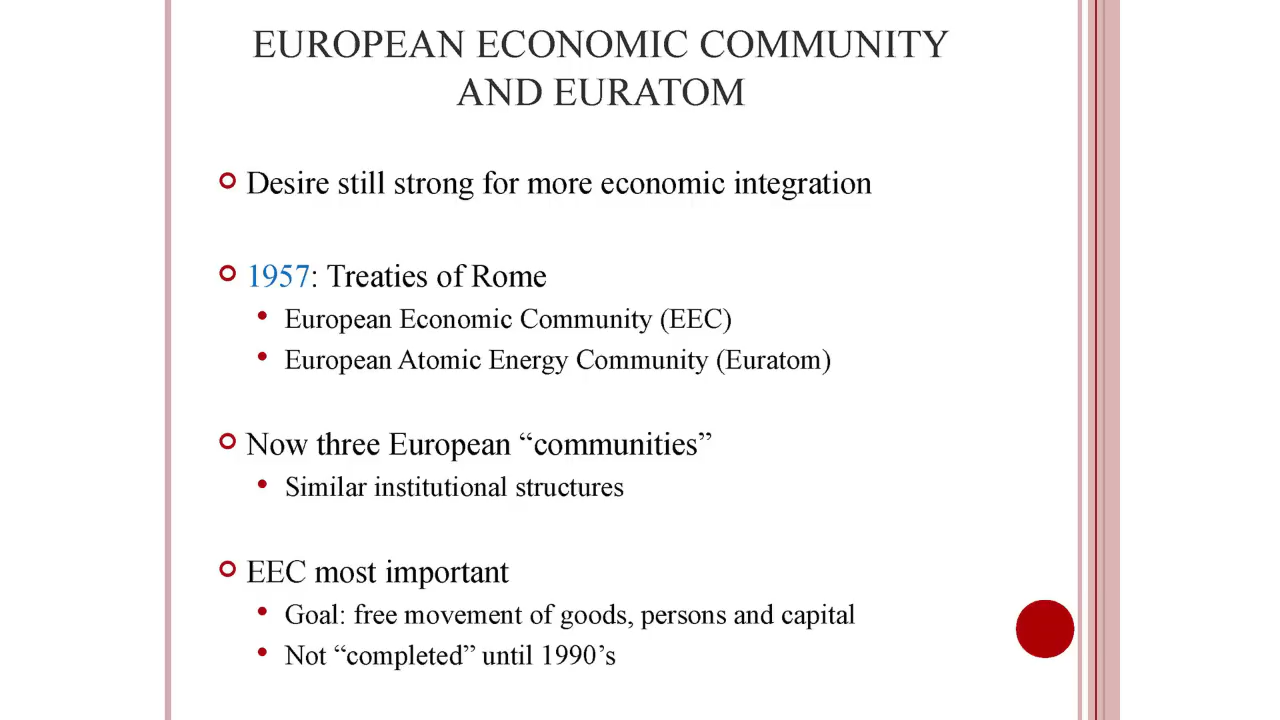 EUROPEAN ECONOMIC COMMUNITY
AND EURATOM
Desire still strong for more economic integration
1957: Treaties of Rome
European Economic Community (EEC)
European Atomic Energy Community (Euratom)
Now three European “communities”
Similar institutional structures
EEC most important
Goal: free movement of goods, persons and capital
Not “completed” until 1990’s